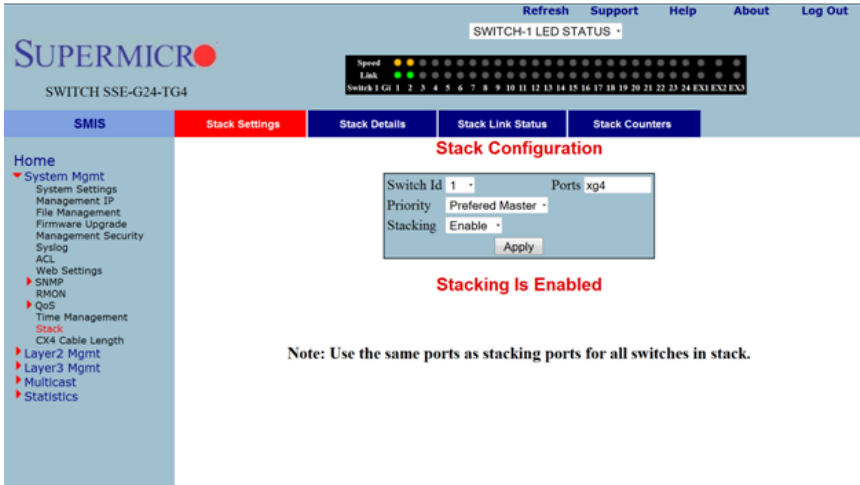 Refresh Support Help About Log Out
SWITCH-1 LED STATUS
SUPERMICRO
SWITCH SSE-G24-TG4
Speed
Link
Switch 1 Gi 1 2 3 4 5 6 7 8 9 10 11 12 13 14 15 16 17 18 19 20 21 22 23 24 EX1 EX2 EX3
SMIS
Stack Settings Stack Details Stack Link Status Stack Counters
Home
System Mgmt
System Settings
Management IP
File Management
Firmware Upgrade
Management Security
Syslog
ACL
Web Settings
SNMP
RMON
QoS
Time Management
Stack
CX4 Cable Length
Layer2 Mgmt
Layer3 Mgmt
Multicast
Statistics
Stack Configuration
Switch Id 1 Ports xg4
Priority Prefered Master
Stacking Enable
Apply
Stacking Is Enabled
Note: Use the same ports as stacking ports for all switches in stack.